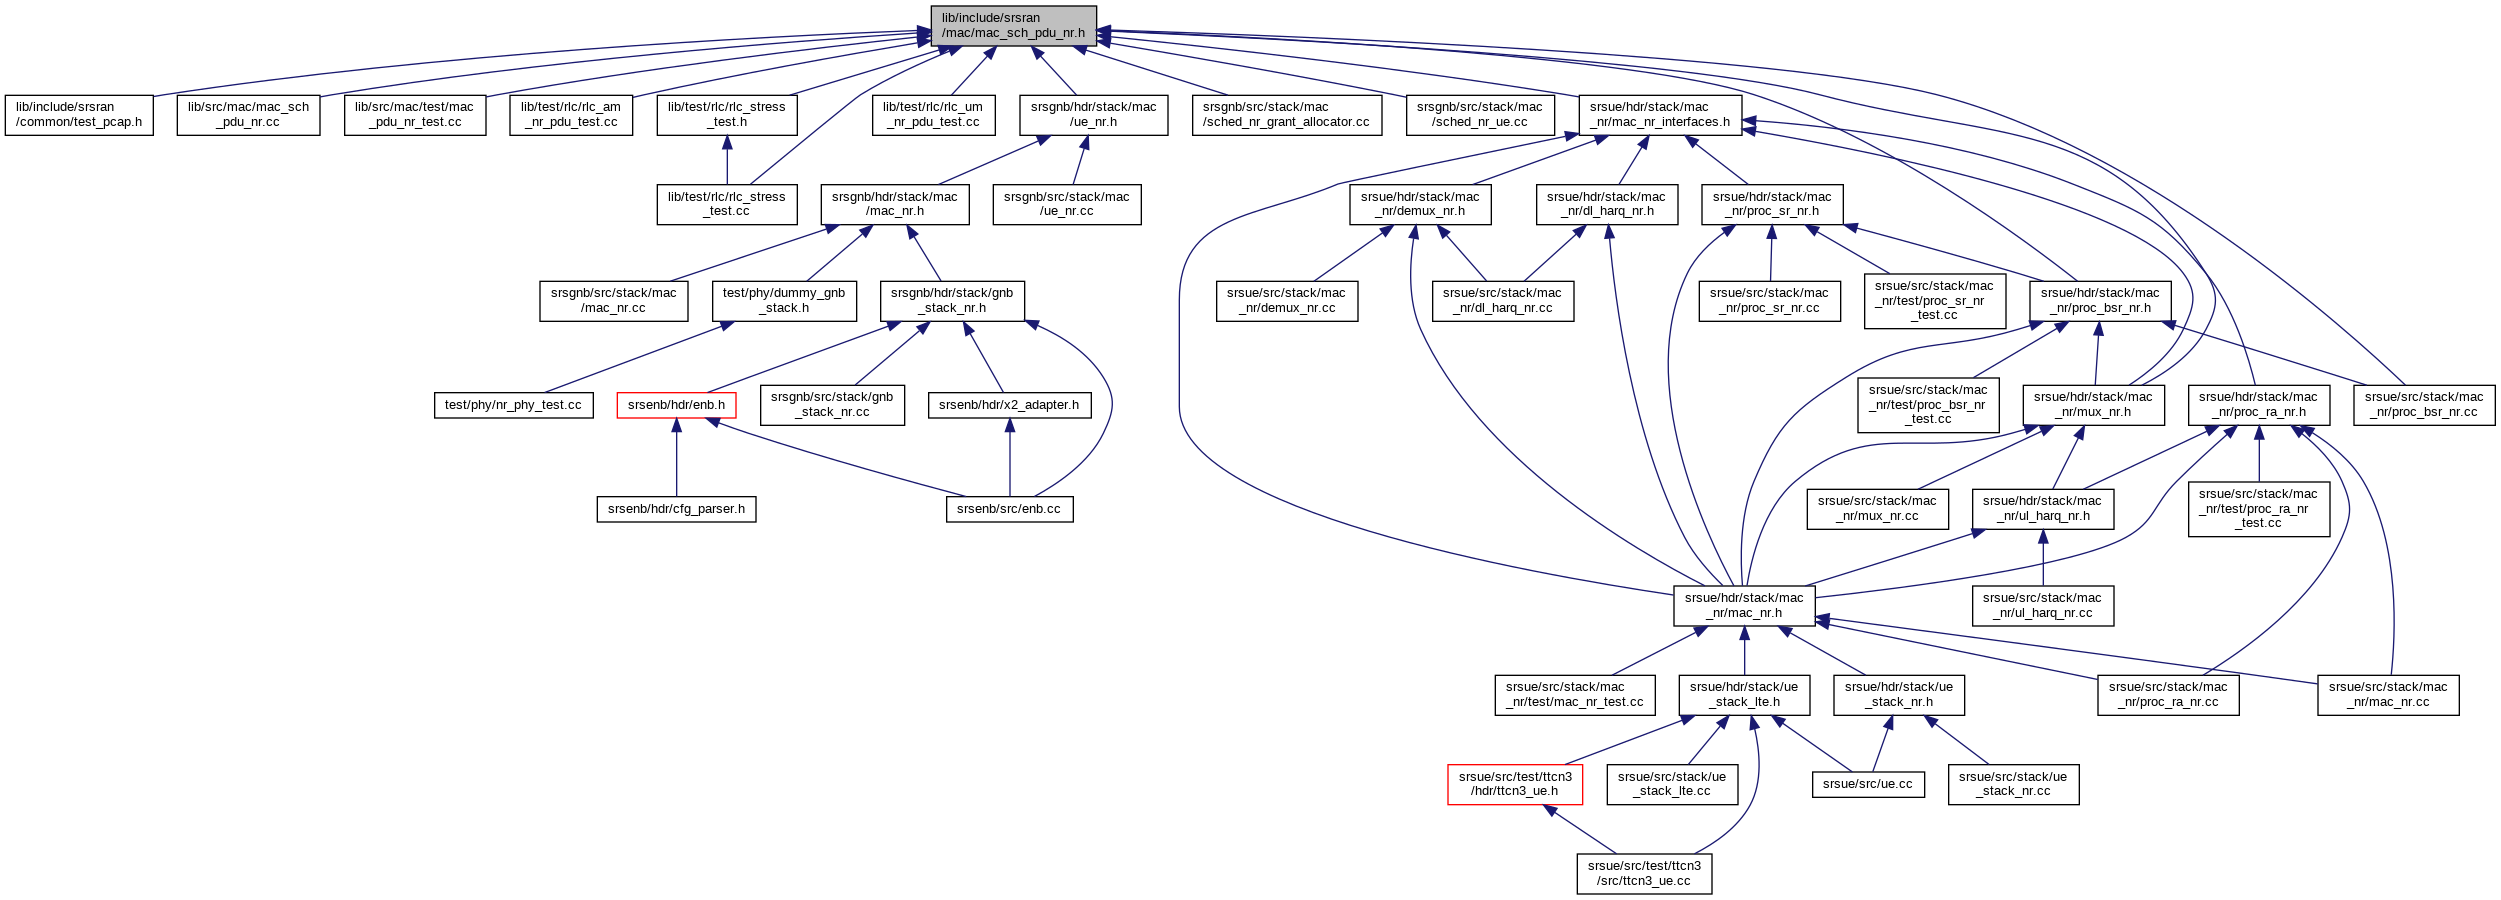 lib/include/srsran
/mac/mac_sch_pdu_nr.h
lib/include/srsran
/common/test_pcap.h
lib/src/mac/mac_sch
_pdu_nr.cc
lib/src/mac/test/mac
_pdu_nr_test.cc
lib/test/rlc/rlc_am
_nr_pdu_test.cc
lib/test/rlc/rlc_stress
_test.h
lib/test/rlc/rlc_um
_nr_pdu_test.cc
srsgnb/hdr/stack/mac
/ue_nr.h
srsgnb/src/stack/mac
/sched_nr_grant_allocator.cc
srsgnb/src/stack/mac
/sched_nr_ue.cc
srsue/hdr/stack/mac
_nr/mac_nr_interfaces.h
lib/test/rlc/rlc_stress
_test.cc
srsgnb/hdr/stack/mac
/mac_nr.h
srsgnb/src/stack/mac
/ue_nr.cc
srsue/hdr/stack/mac
_nr/demux_nr.h
srsue/hdr/stack/mac
_nr/dl_harq_nr.h
srsue/hdr/stack/mac
_nr/proc_sr_nr.h
srsgnb/src/stack/mac
/mac_nr.cc
test/phy/dummy_gnb
_stack.h
srsgnb/hdr/stack/gnb
_stack_nr.h
srsue/src/stack/mac
_nr/demux_nr.cc
srsue/src/stack/mac
_nr/dl_harq_nr.cc
srsue/src/stack/mac
_nr/proc_sr_nr.cc
srsue/src/stack/mac
_nr/test/proc_sr_nr
_test.cc
srsue/hdr/stack/mac
_nr/proc_bsr_nr.h
test/phy/nr_phy_test.cc
srsenb/hdr/enb.h
srsgnb/src/stack/gnb
_stack_nr.cc
srsenb/hdr/x2_adapter.h
srsue/src/stack/mac
_nr/test/proc_bsr_nr
_test.cc
srsue/hdr/stack/mac
_nr/mux_nr.h
srsue/hdr/stack/mac
_nr/proc_ra_nr.h
srsue/src/stack/mac
_nr/proc_bsr_nr.cc
srsenb/hdr/cfg_parser.h
srsenb/src/enb.cc
srsue/src/stack/mac
_nr/mux_nr.cc
srsue/hdr/stack/mac
_nr/ul_harq_nr.h
srsue/src/stack/mac
_nr/test/proc_ra_nr
_test.cc
srsue/hdr/stack/mac
_nr/mac_nr.h
srsue/src/stack/mac
_nr/ul_harq_nr.cc
srsue/src/stack/mac
_nr/test/mac_nr_test.cc
srsue/hdr/stack/ue
_stack_lte.h
srsue/hdr/stack/ue
_stack_nr.h
srsue/src/stack/mac
_nr/proc_ra_nr.cc
srsue/src/stack/mac
_nr/mac_nr.cc
srsue/src/test/ttcn3
/hdr/ttcn3_ue.h
srsue/src/stack/ue
_stack_lte.cc
srsue/src/ue.cc
srsue/src/stack/ue
_stack_nr.cc
srsue/src/test/ttcn3
/src/ttcn3_ue.cc